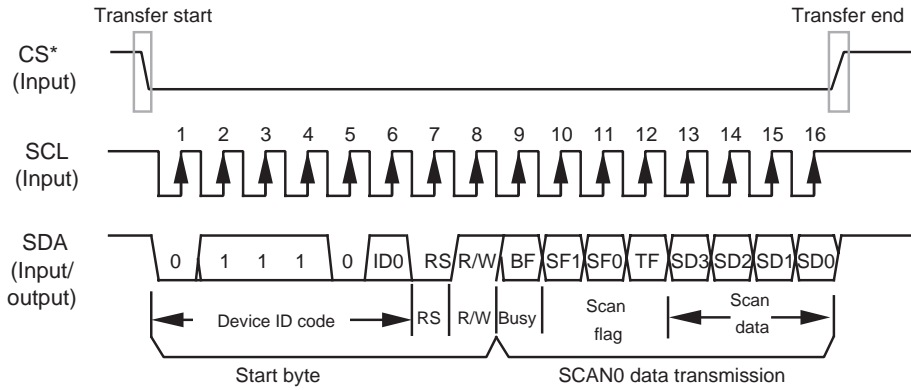 Transfer start
Transfer end
CS*
(Input)
1 2 3 4 5 6 7 8 9 10 11 12 13 14 15 16
SCL
(Input)
SDA
(Input/
output)
0 1 1 1 0 ID0 RS R/W BF SF1 SF0 TF SD3 SD2 SD1 SD0
Device ID code
RS
R/W
Busy
Scan
flag
Scan
data
Start byte
SCAN0 data transmission